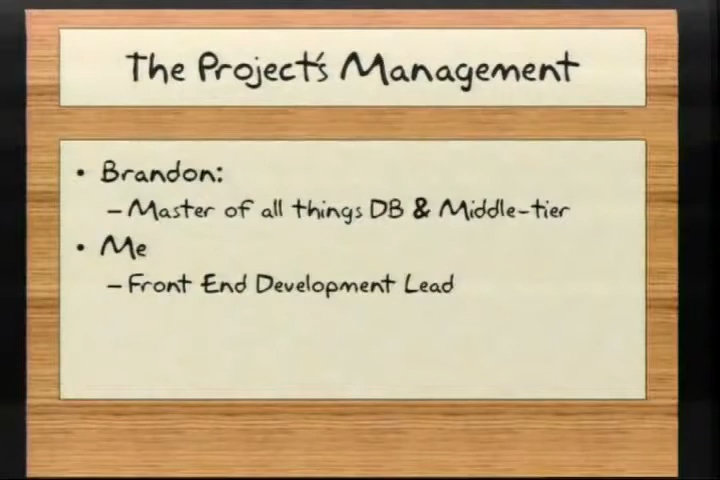 The Project's Management
• Brandon:
– Master of all things DB & Middle-tier
• Me
– Front End Development Lead